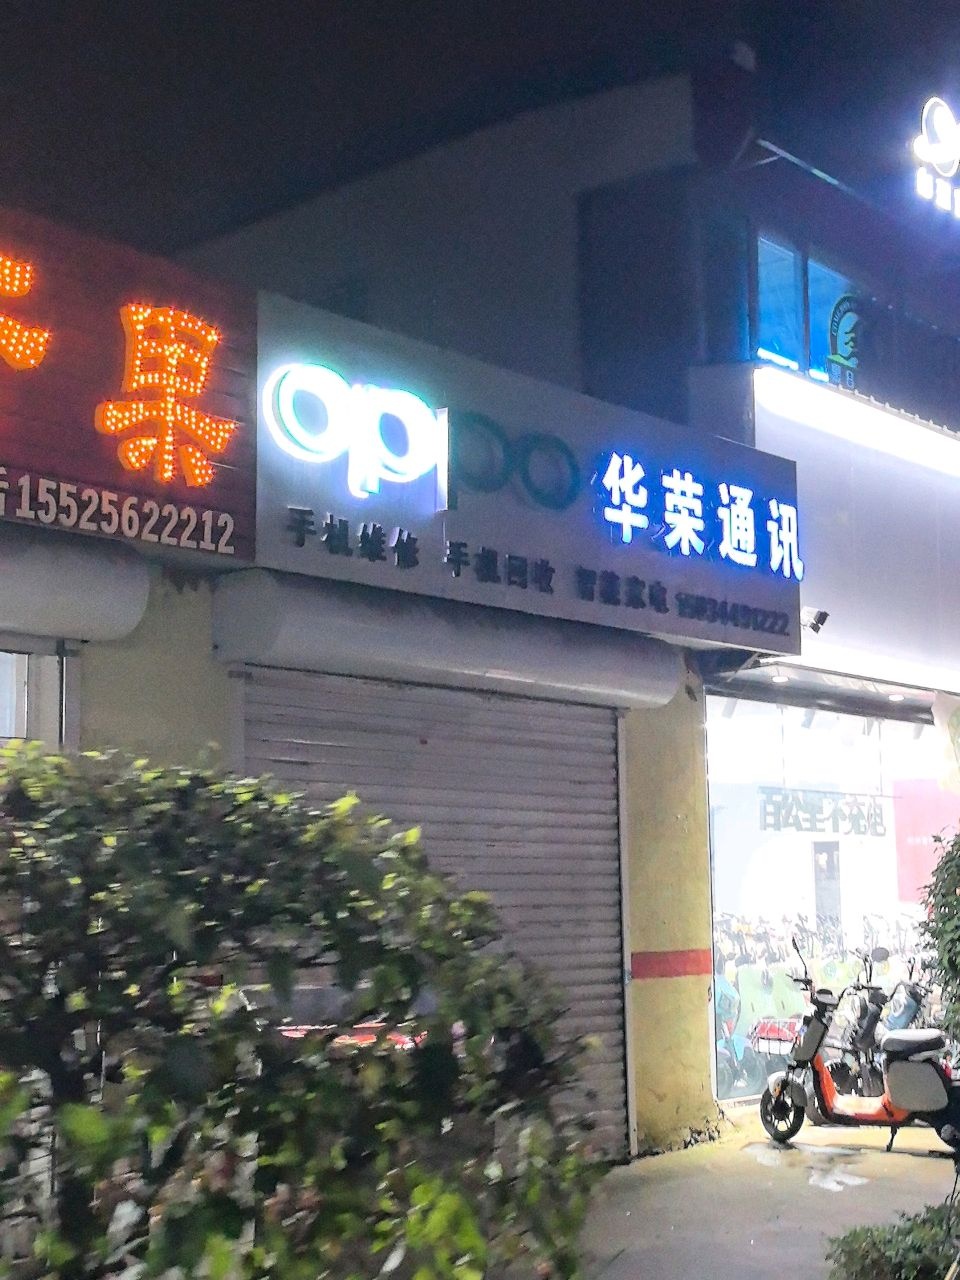 果
15525622212
oppo 华荣通讯
手机维修 手机回收 智能家电 15834491222
百公里不充电